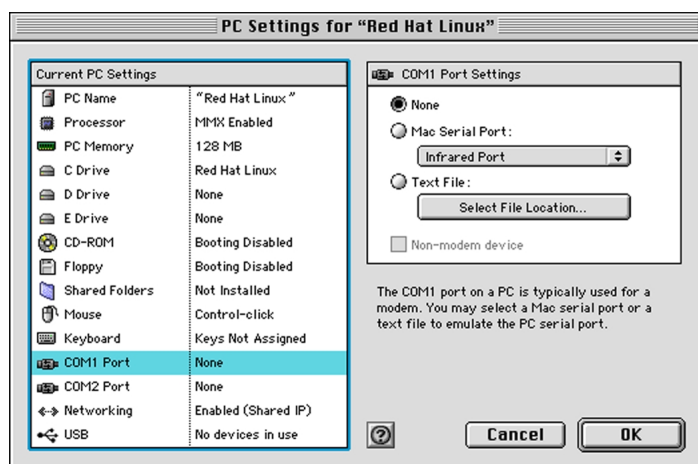 PC Settings for "Red Hat Linux"
Current PC Settings
PC Name "Red Hat Linux"
Processor MMX Enabled
PC Memory 128 MB
C Drive Red Hat Linux
D Drive None
E Drive None
CD-ROM Booting Disabled
Floppy Booting Disabled
Shared Folders Not Installed
Mouse Control-click
Keyboard Keys Not Assigned
COM1 Port None
COM2 Port None
Networking Enabled (Shared IP)
USB No devices in use
COM1 Port Settings
None
Mac Serial Port:
Infrared Port
Text File:
Select File Location...
Non-modem device
The COM1 port on a PC is typically used for a
modem. You may select a Mac serial port or a
text file to emulate the PC serial port.
Cancel
OK